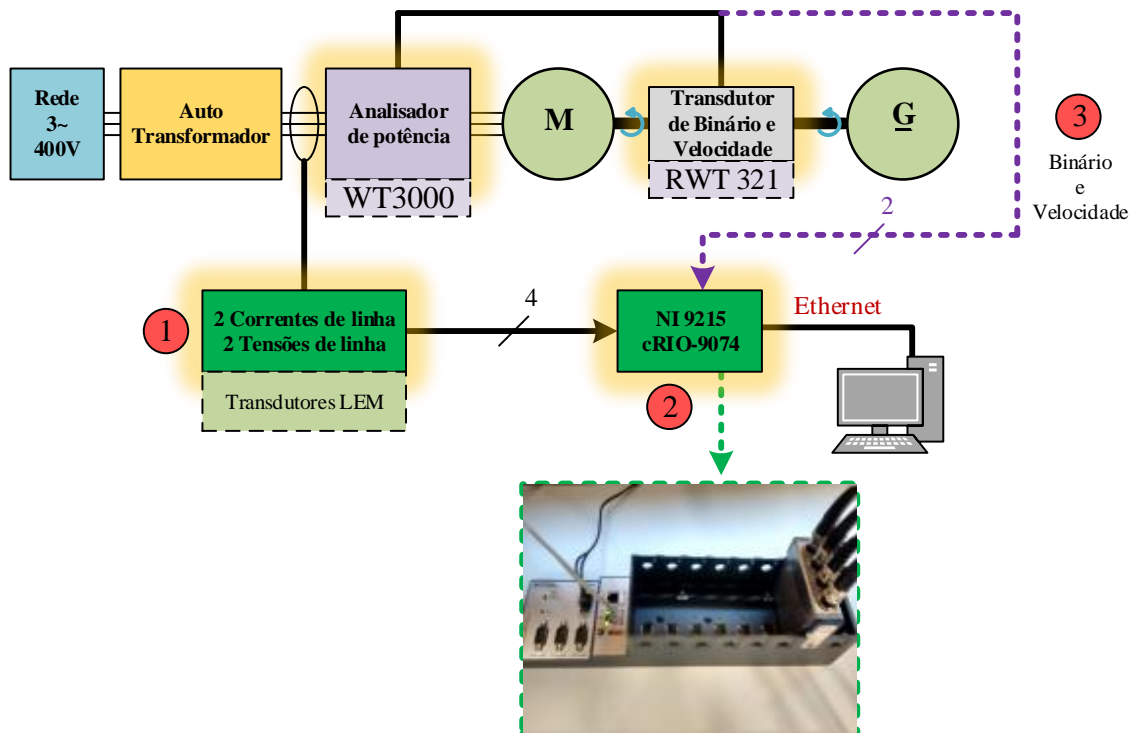 Rede
3~
400V
Auto
Transformador
Analisador
de potência
WT3000
M
Transdutor
de Binário e
Velocidade
RWT 321
G
3
Binário
e
Velocidade
2
1
2 Correntes de linha
2 Tensões de linha
Transdutores LEM
4
NI 9215
cRIO-9074
Ethernet
2